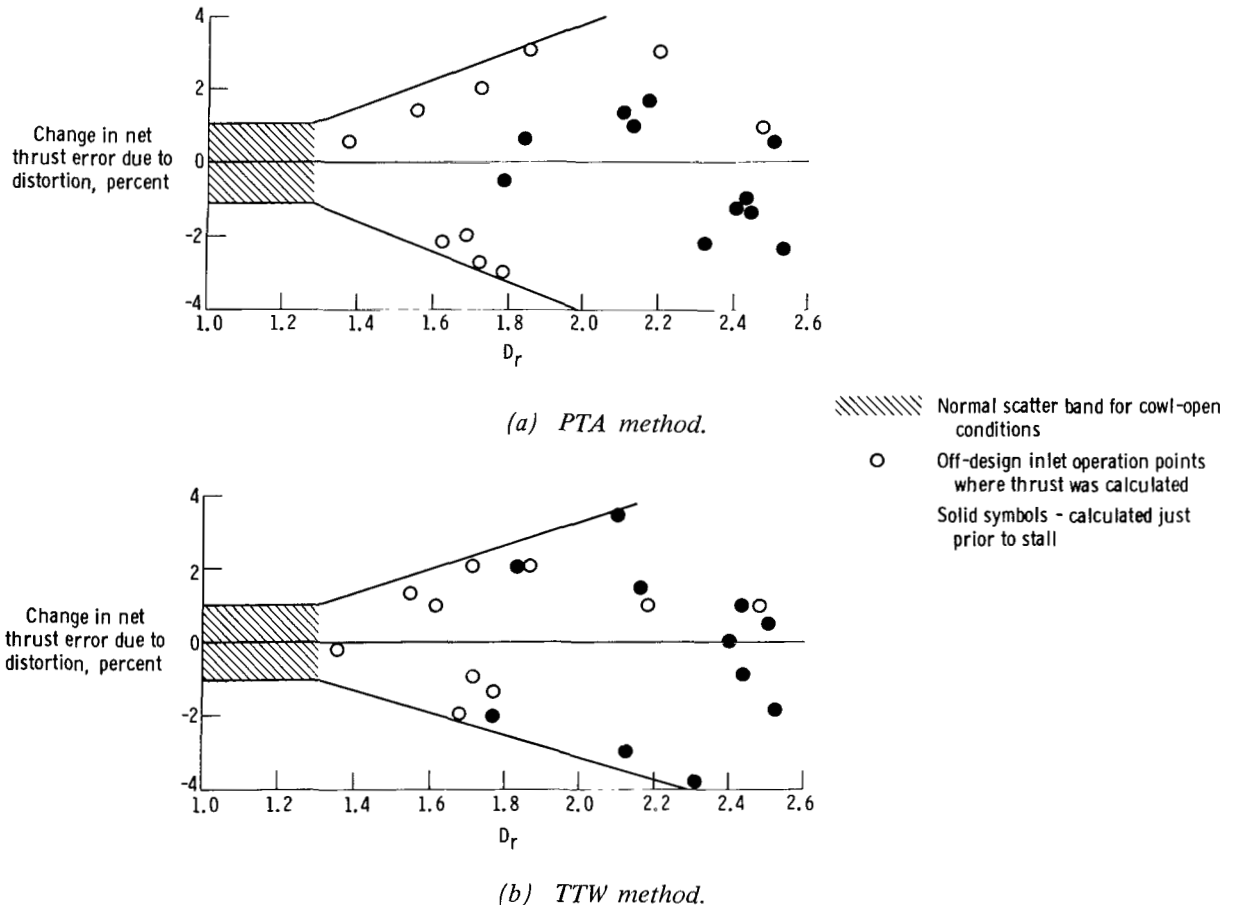 4
2
0
-2
-4
Change in net
thrust error due to
distortion, percent
1.0 1.2 1.4 1.6 1.8 2.0 2.2 2.4 2.6
Dr
(a) PTA method.
Normal scatter band for cowl-open
conditions
Off-design inlet operation points
where thrust was calculated
Solid symbols - calculated just
prior to stall
4
2
0
-2
-4
Change in net
thrust error due to
distortion, percent
1.0 1.2 1.4 1.6 1.8 2.0 2.2 2.4 2.6
Dr
(b) TTW method.